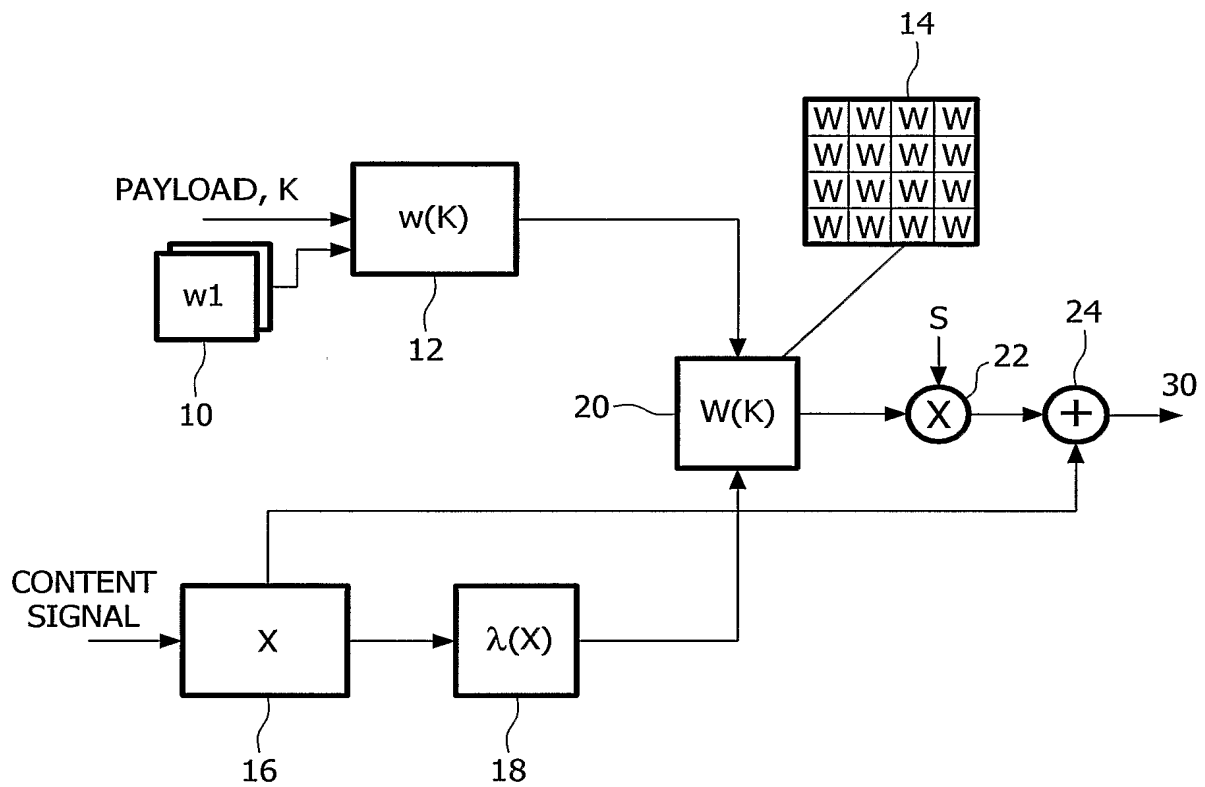 14
W W W W
W W W W
W W W W
W W W W
PAYLOAD, K
w(K)
w1
12
10
S
22
24
30
20
W(K)
X
+
CONTENT
SIGNAL
X
λ(X)
16
18